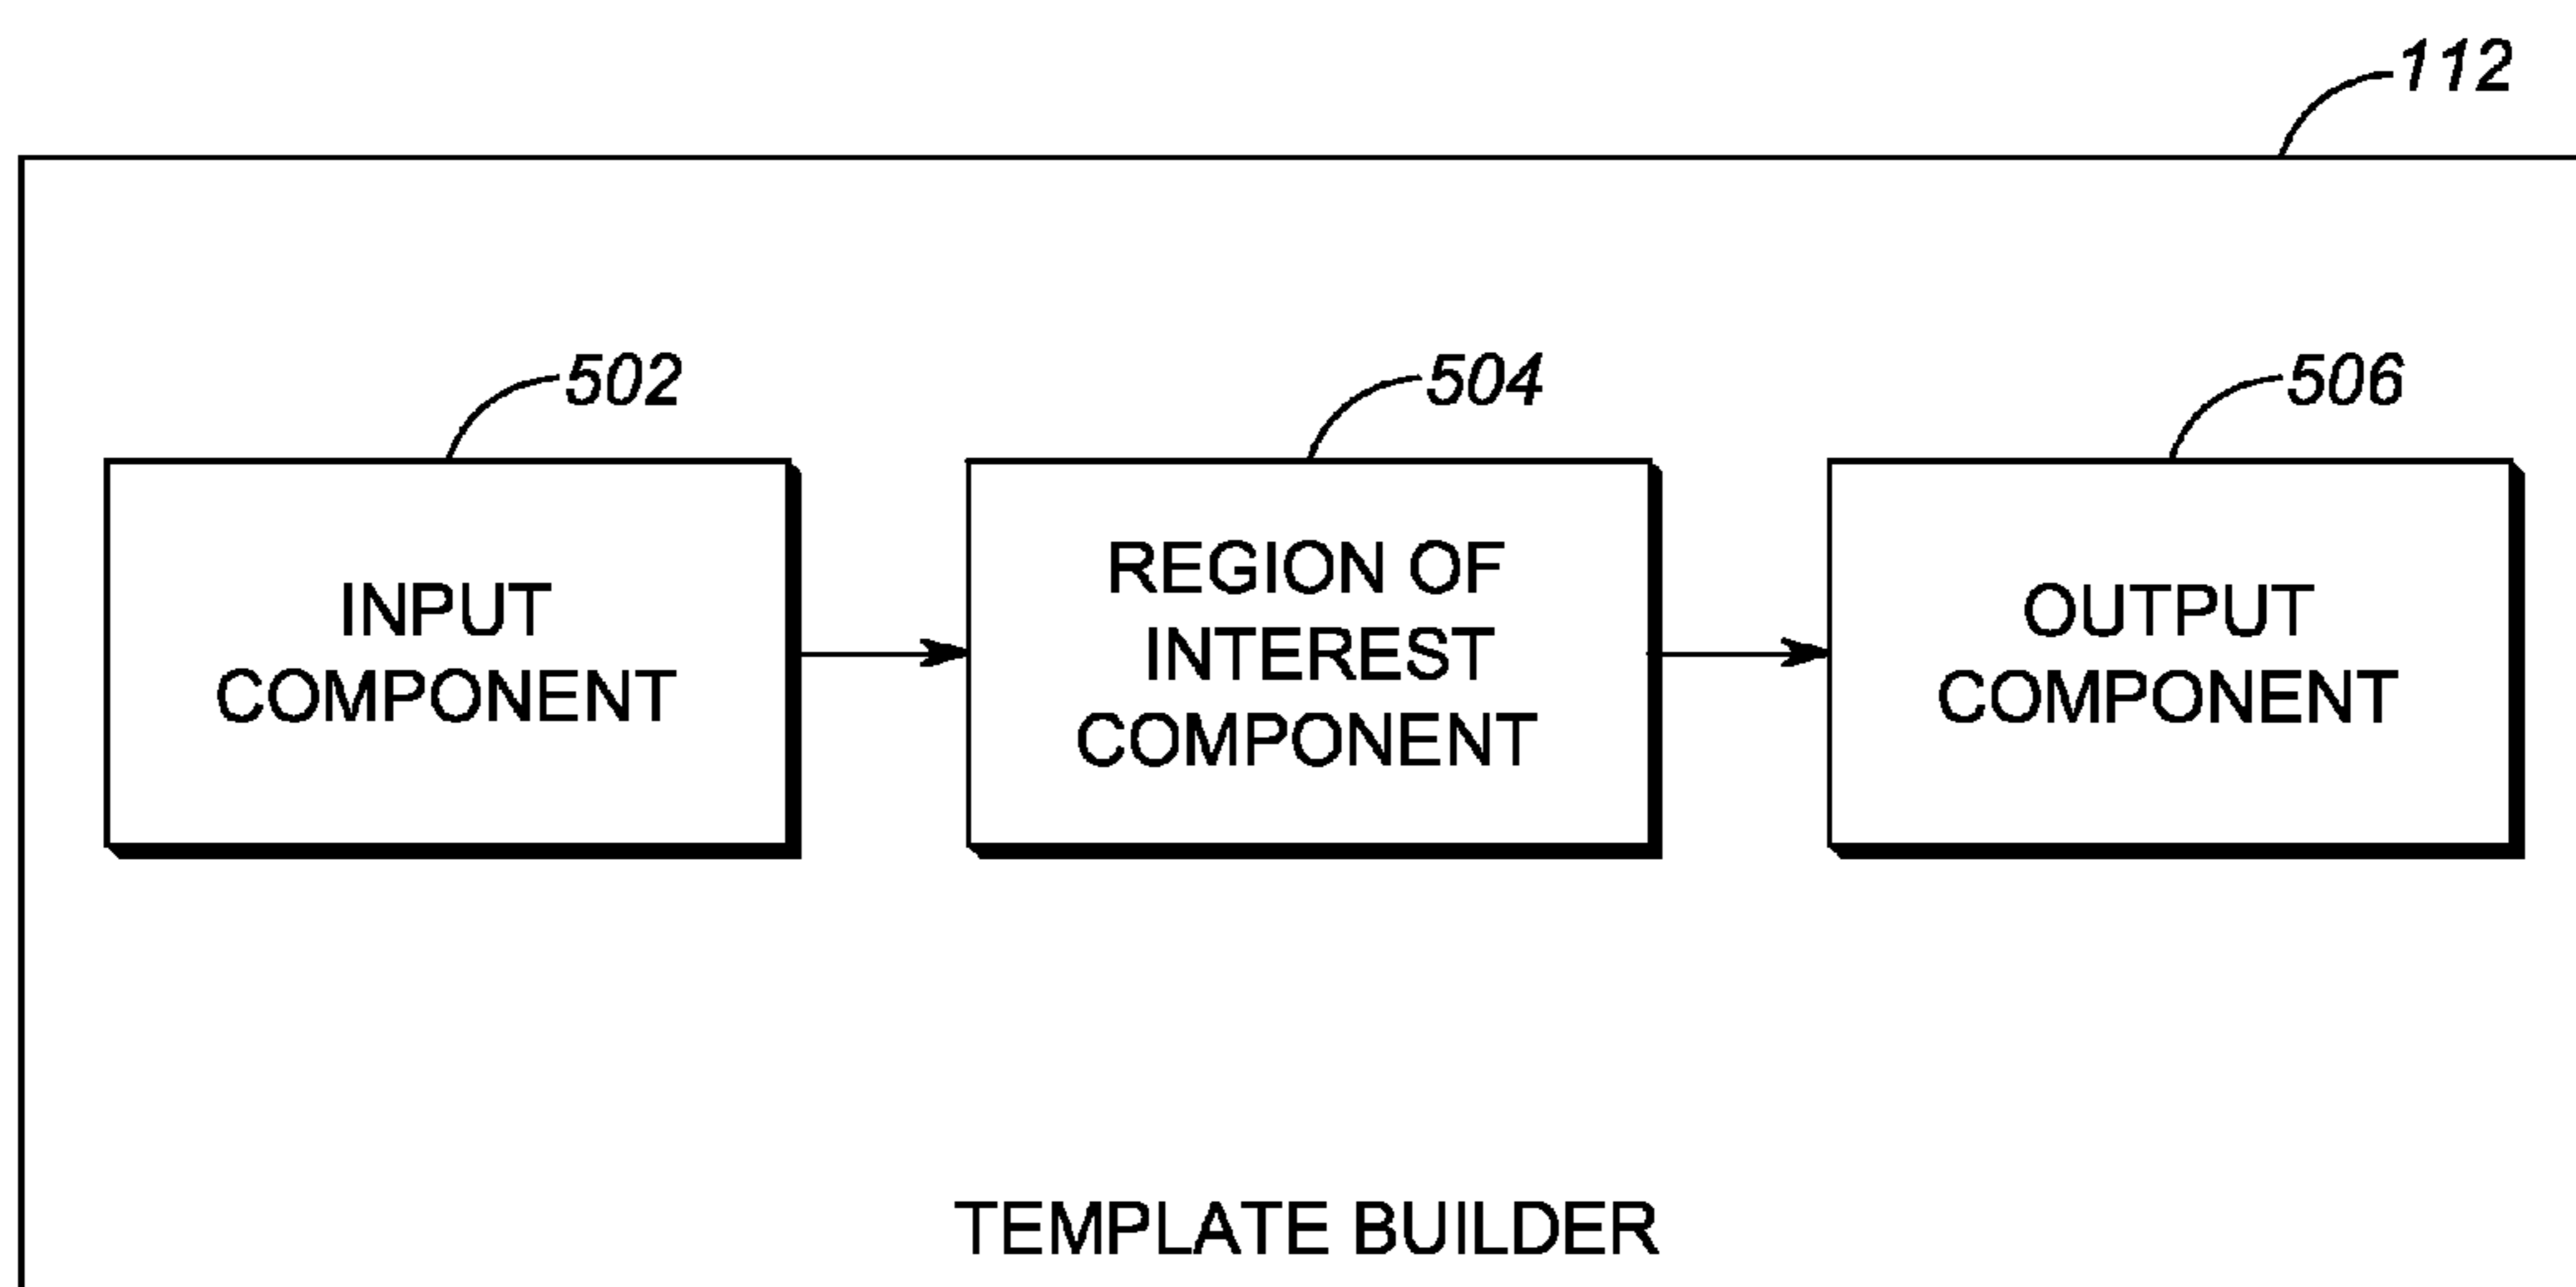 112
502
504
506
INPUT
COMPONENT
REGION OF
INTEREST
COMPONENT
OUTPUT
COMPONENT
TEMPLATE BUILDER